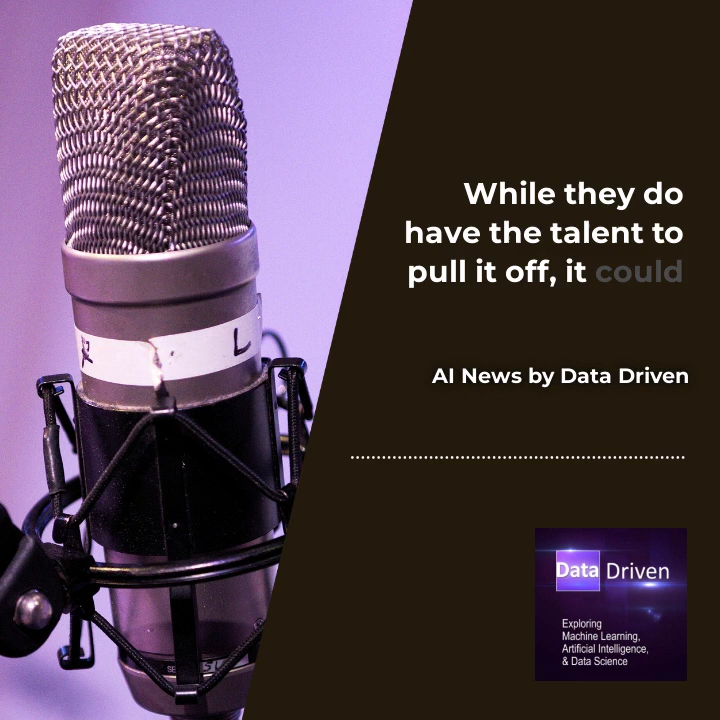 While they do
have the talent to
pull it off, it could
AI News by Data Driven
Data Driven
Exploring
Machine Learning,
Artificial Intelligence,
& Data Science
L